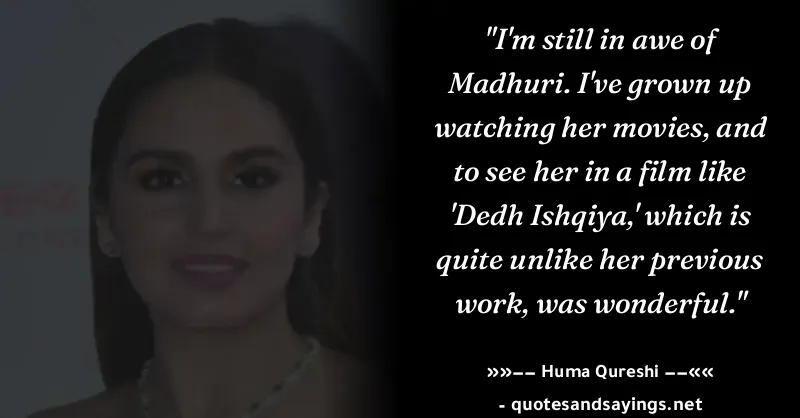 "I'm still in awe of
Madhuri. I've grown up
watching her movies, and
to see her in a film like
'Dedh Ishqiya,' which is
quite unlike her previous
work, was wonderful."
»»−− Huma Qureshi −−««
- quotesandsayings.net